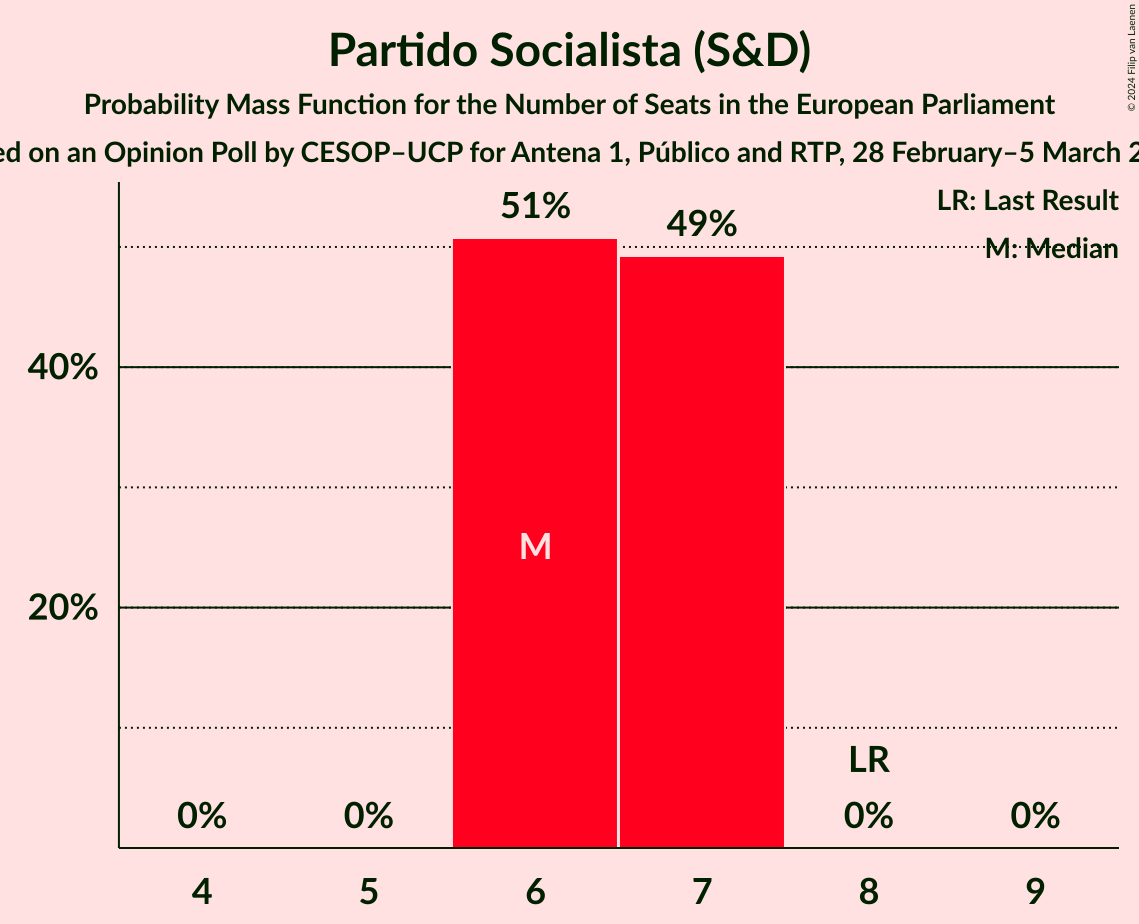 Partido Socialista (S&D)
Probability Mass Function for the Number of Seats in the European Parliament
on an Opinion Poll by CESOP–UCP for Antena 1, Público and RTP, 28 February–5 March
© 2024 Filip van Laenen
LR: Last Result
M: Median
51%
49%
40%
M
20%
LR
0%
0%
0%
0%
4
5
6
7
8
9